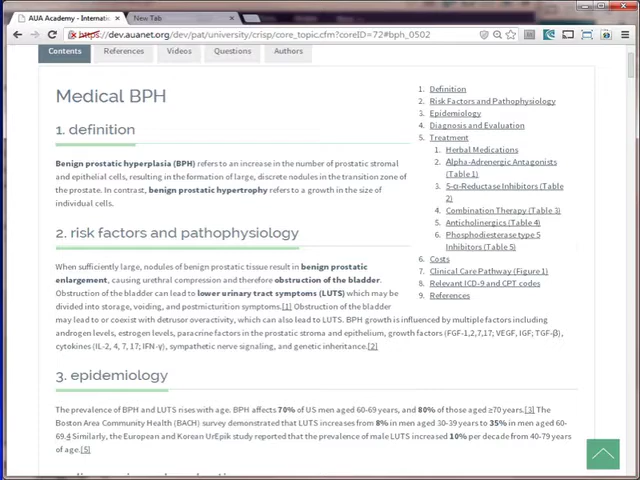 AUA Academy - Internatio
New Tab
https://dev.auanet.org/dev/pat/university/crisp/core_topic.cfm?coreID=72#bph_0502
Contents
References
Videos
Questions
Authors
Medical BPH
1. definition
Benign prostatic hyperplasia (BPH) refers to an increase in the number of prostatic stromal
and epithelial cells, resulting in the formation of large, discrete nodules in the transition zone of
the prostate. In contrast, benign prostatic hypertrophy refers to a growth in the size of
individual cells.
2. risk factors and pathophysiology
When sufficiently large, nodules of benign prostatic tissue result in benign prostatic
enlargement, causing urethral compression and therefore obstruction of the bladder.
Obstruction of the bladder can lead to lower urinary tract symptoms (LUTS) which may be
divided into storage, voiding, and postmicturition symptoms.[1] Obstruction of the bladder
may lead to or coexist with detrusor overactivity, which can also lead to LUTS. BPH growth is influenced by multiple factors including
androgen levels, estrogen levels, paracrine factors in the prostatic stroma and epithelium, growth factors (FGF-1,2,7,17; VEGF, IGF; TGF-β),
cytokines (IL-2, 4, 7, 17; IFN-γ), sympathetic nerve signaling, and genetic inheritance.[2]
3. epidemiology
The prevalence of BPH and LUTS rises with age. BPH affects 70% of US men aged 60-69 years, and 80% of those aged ≥70 years.[3] The
Boston Area Community Health (BACH) survey demonstrated that LUTS increases from 8% in men aged 30-39 years to 35% in men aged 60-
69.4 Similarly, the European and Korean UrEpik study reported that the prevalence of male LUTS increased 10% per decade from 40-79 years
of age.[5]
1. Definition
2. Risk Factors and Pathophysiology
3. Epidemiology
4. Diagnosis and Evaluation
5. Treatment
1. Herbal Medications
2. Alpha-Adrenergic Antagonists
(Table 1)
3. 5-α-Reductase Inhibitors (Table
2)
4. Combination Therapy (Table 3)
5. Anticholinergics (Table 4)
6. Phosphodiesterase type 5
Inhibitors (Table 5)
6. Costs
7. Clinical Care Pathway (Figure 1)
8. Relevant ICD-9 and CPT codes
9. References